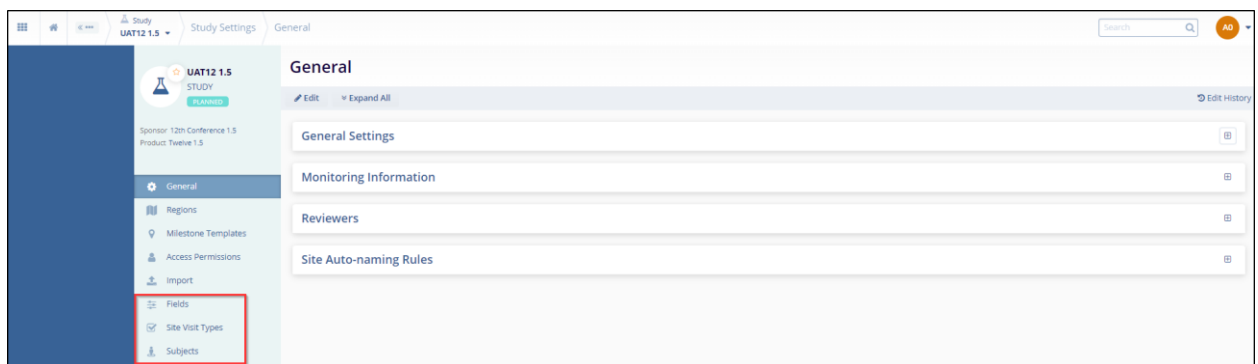 Study
UAT12 1.5
Study Settings
General
Search
AO
UAT12 1.5
STUDY
PLANNED
Sponsor 12th Conference 1.5
Product Twelve 1.5
General
Regions
Milestone Templates
Access Permissions
Import
Fields
Site Visit Types
Subjects
General
Edit
Expand All
Edit History
General Settings
Monitoring Information
Reviewers
Site Auto-naming Rules